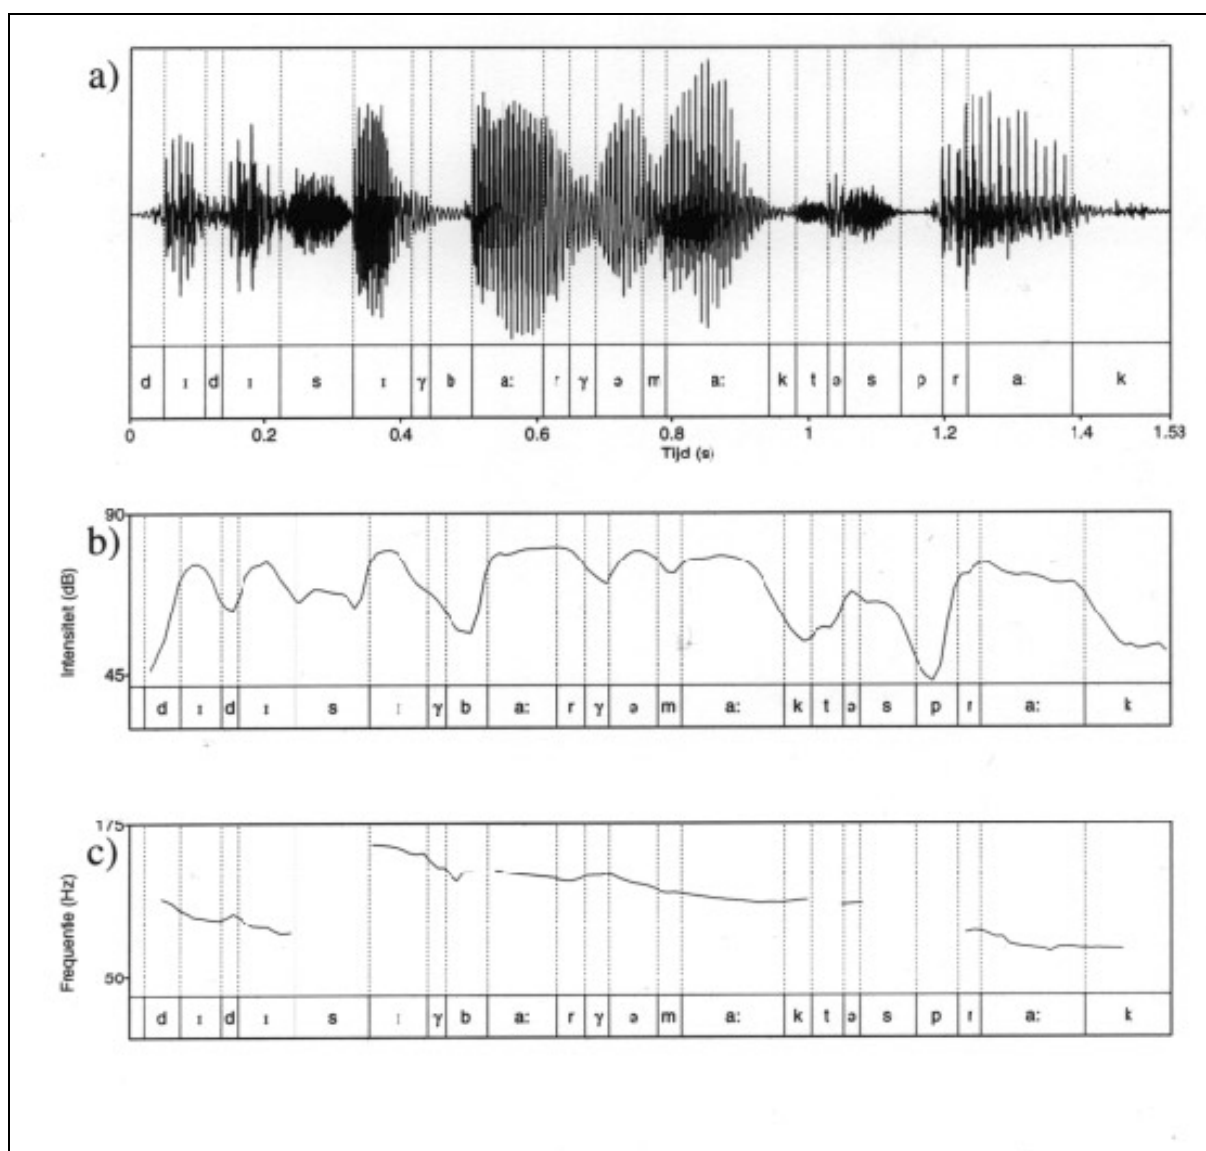 a)
d ɪ d ɪ s ɪ ɣ b a: r ɣ ə m a: k t ə s p r a: k
0 0.2 0.4 0.6 0.8 1 1.2 1.4 1.53
Tijd (s)
b)
90
Intensiteit (dB)
45
d ɪ d ɪ s ɪ ɣ b a: r ɣ ə m a: k t ə s p r a: k
c)
175
Frequentie (Hz)
50
d ɪ d ɪ s ɪ ɣ b a: r ɣ ə m a: k t ə s p r a: k